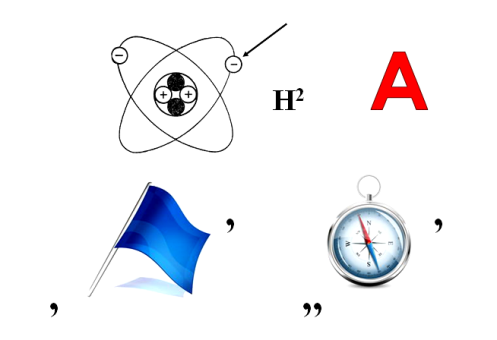 − −
+ + H² A
’ ’
N
W E
S
, ,,